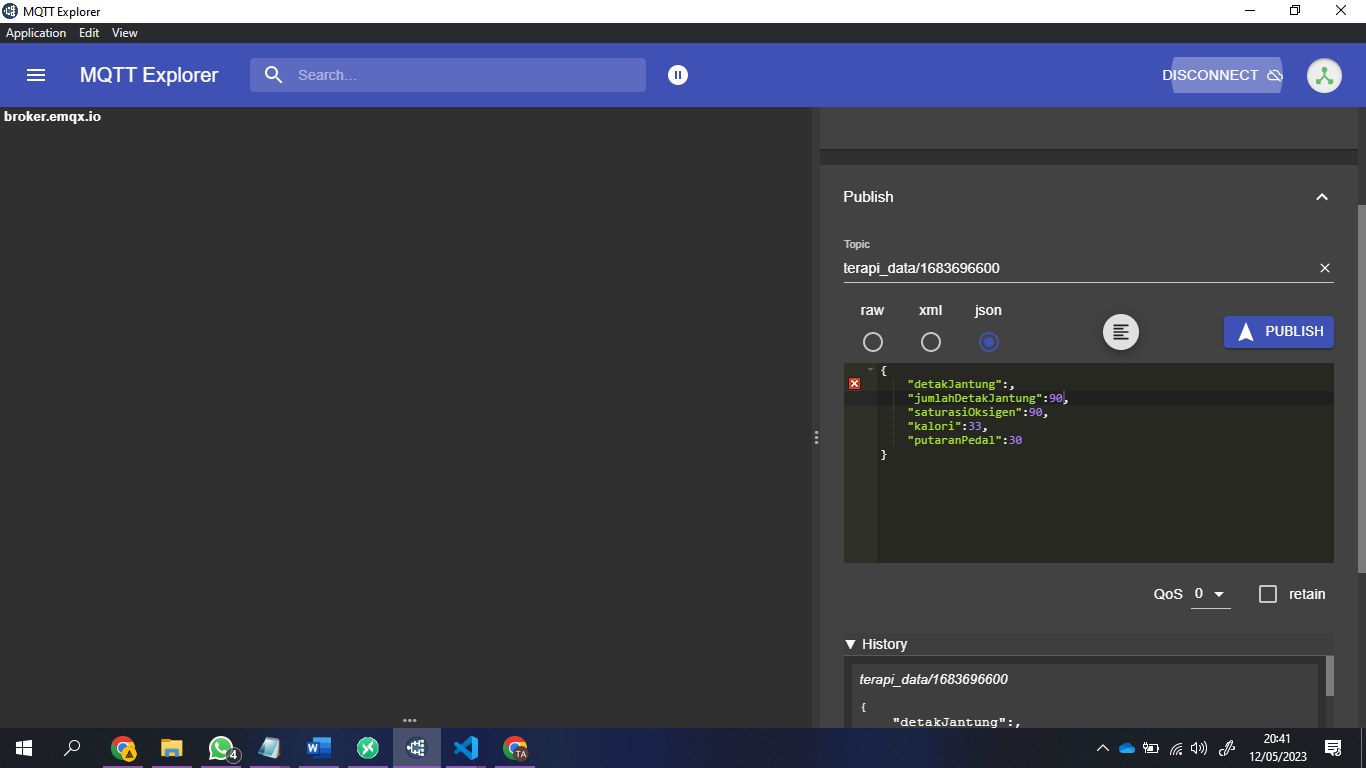 MQTT Explorer
Application Edit View
MQTT Explorer
Search...
DISCONNECT
broker.emqx.io
Publish
Topic
terapi_data/1683696600
raw xml json
PUBLISH
{
"detakJantung":,
"jumlahDetakJantung":90,
"saturasiOksigen":90,
"kalori":33,
"putaranPedal":30
}
QoS 0 retain
▼ History
terapi_data/1683696600
{
"detakJantung":,
4
TA
20:41
12/05/2023